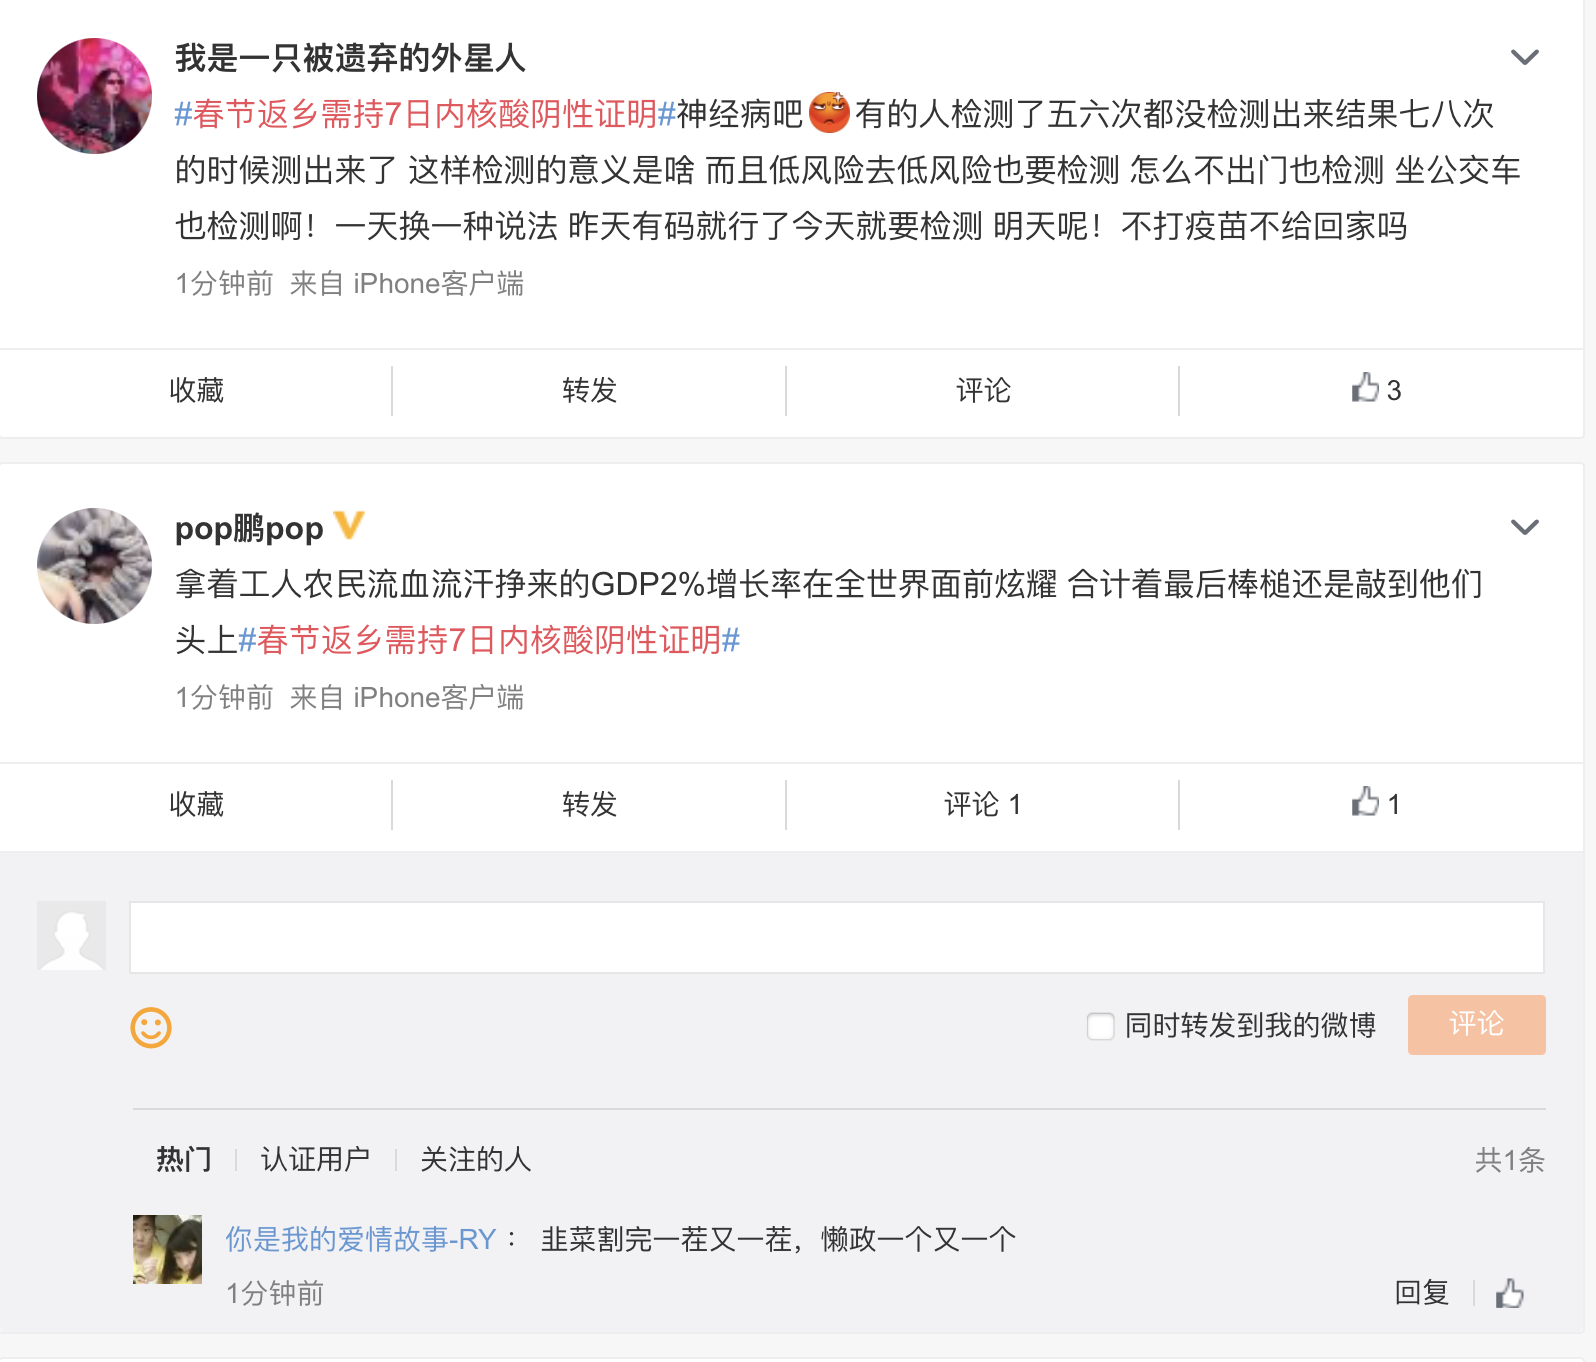 我是一只被遗弃的外星人
#春节返乡需持7日内核酸阴性证明#神经病吧有的人检测了五六次都没检测出来结果七八次
的时候测出来了 这样检测的意义是啥 而且低风险去低风险也要检测 怎么不出门也检测 坐公交车
也检测啊！一天换一种说法 昨天有码就行了今天就要检测 明天呢！不打疫苗不给回家吗
1分钟前 来自 iPhone客户端
收藏 转发 评论 3
pop鹏pop
拿着工人农民流血流汗挣来的GDP2%增长率在全世界面前炫耀 合计着最后棒槌还是敲到他们
头上#春节返乡需持7日内核酸阴性证明#
1分钟前 来自 iPhone客户端
收藏 转发 评论 1 1
同时转发到我的微博 评论
热门 认证用户 关注的人 共1条
你是我的爱情故事-RY： 韭菜割完一茬又一茬，懒政一个又一个
1分钟前
回复